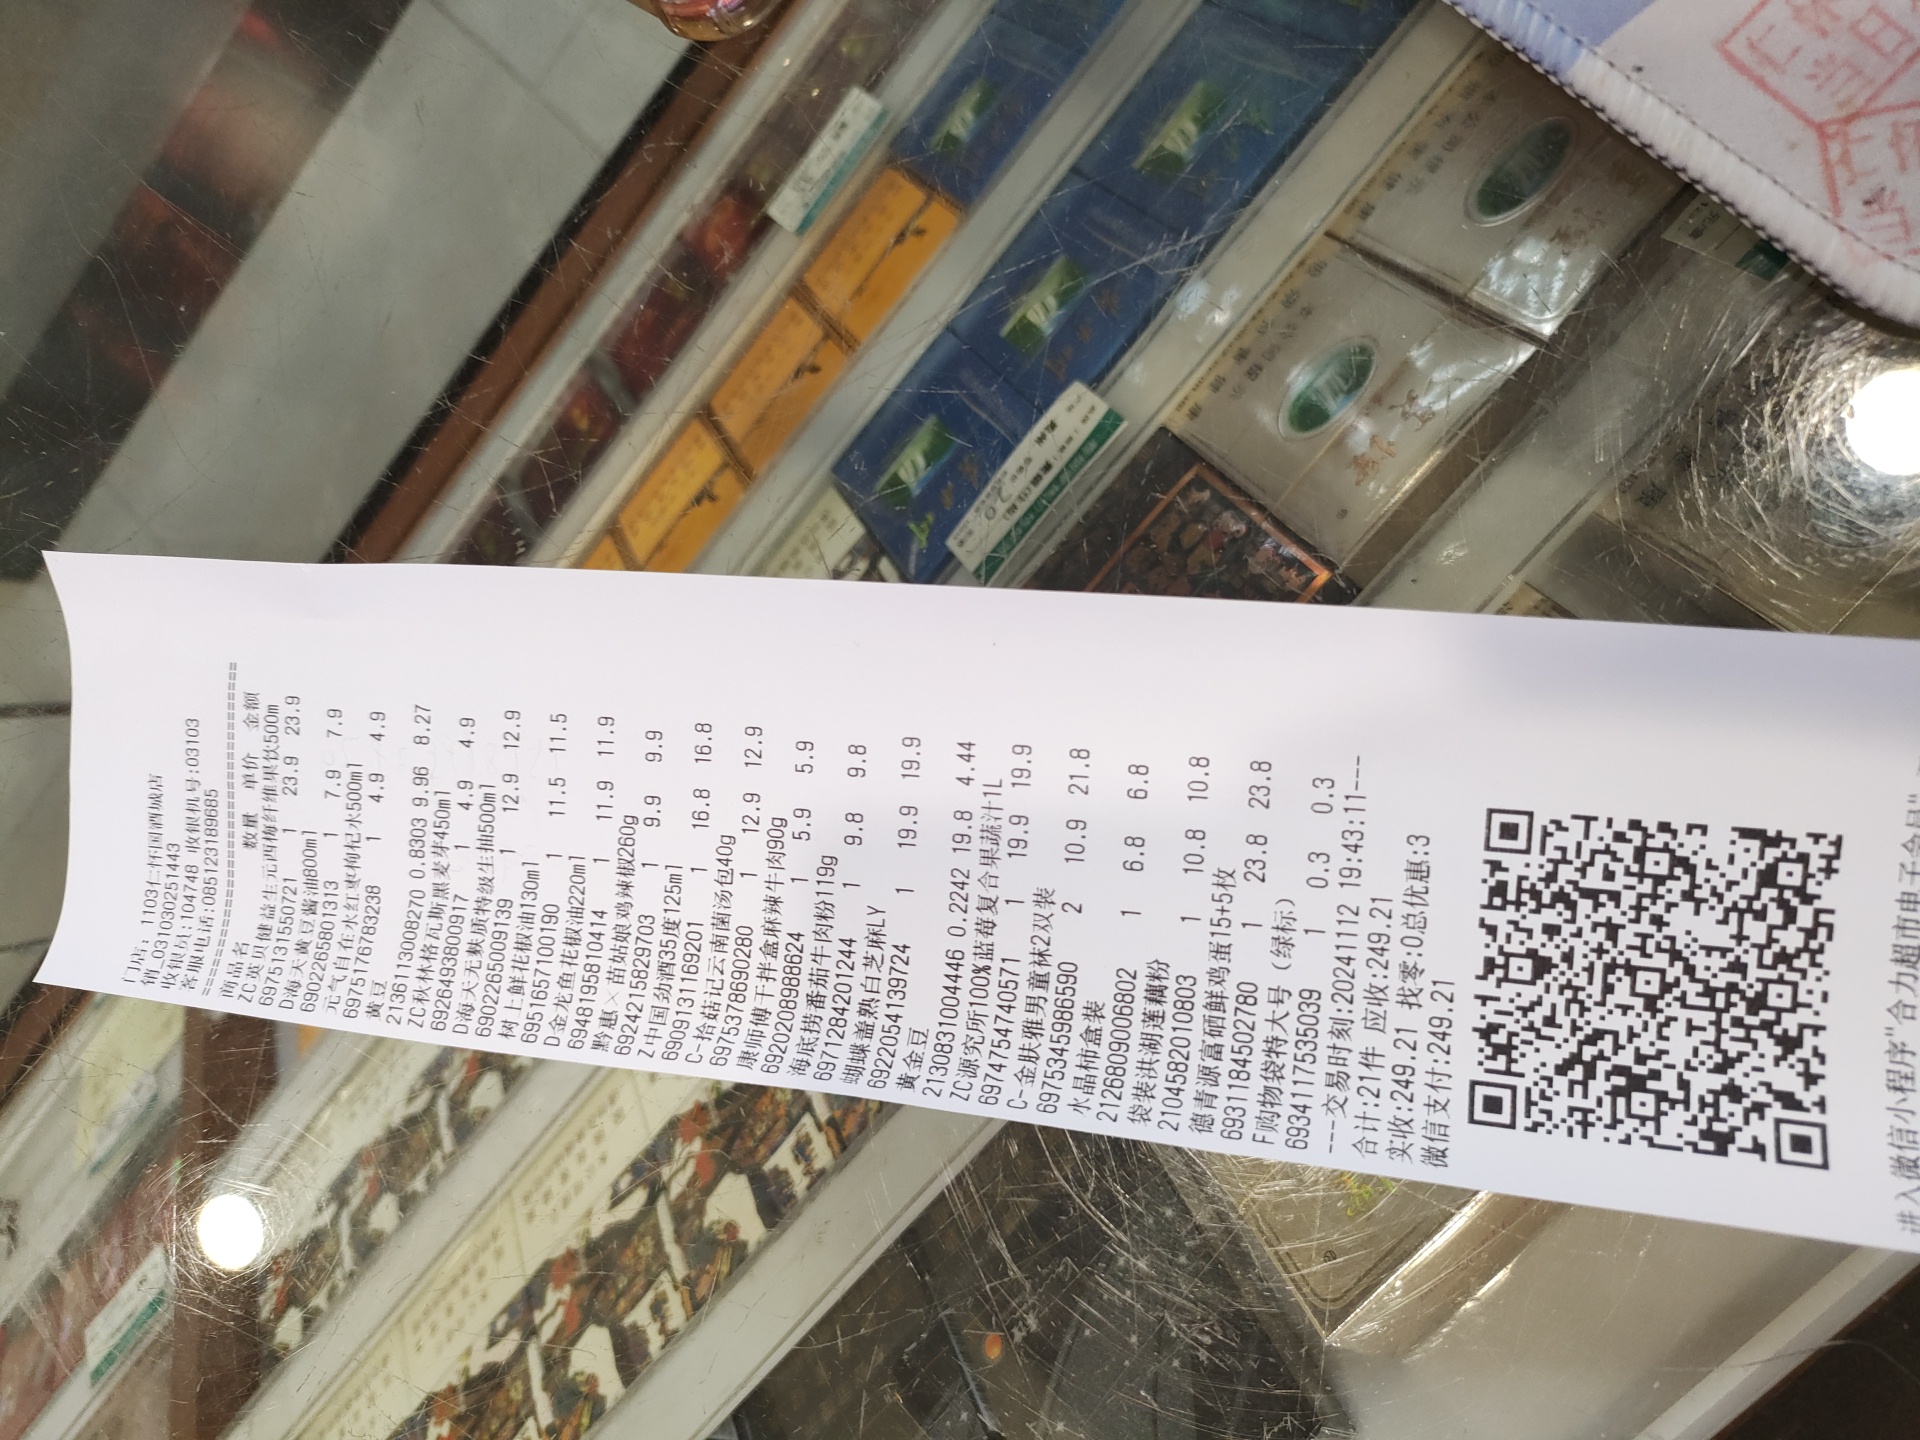 门店: 1103仁怀国酒城店
销 0310302514​43
收银员:104748 收银机号:03103
客服电话:085123189685
================================
商品名 数量 单价 金额
ZC英贝健益生元西梅纤维果饮500m
6975131550721 1 23.9 23.9
D海天黄豆酱油800ml
6902265801313 1 7.9 7.9
元气自在水红枣枸杞水500ml
6975176783238 1 4.9 4.9
黄豆
2136113008270 0.8303 9.96 8.27
ZC秋林格瓦斯黑麦芽450ml
6926493800917 1 4.9 4.9
D海天无麸质特级生抽500ml
6902265009139 1 12.9 12.9
树上鲜花椒油130ml
6951657100190 1 11.5 11.5
D金龙鱼花椒油220ml
6948195810414 1 11.9 11.9
黔惠×苗姑娘鸡辣椒260g
6924215829703 1 9.9 9.9
Z中国劲酒35度125ml
6909131169201 1 16.8 16.8
C-拾菇记云南菌汤包40g
6975378690280 1 12.9 12.9
康师傅干拌盒麻辣牛肉90g
6920208988624 1 5.9 5.9
海底捞番茄牛肉粉119g
6971284201244 1 9.8 9.8
蝴蝶盖熟白芝麻LY
6922054139724 1 19.9 19.9
黄金豆
2130831004446 0.2242 19.8 4.44
ZC源究所100%蓝莓复合果蔬汁1L
6974754740571 1 19.9 19.9
C-金肤雅男女童袜2双装
6975345986590 2 10.9 21.8
水晶柿盒装
2126809006802 1 6.8 6.8
袋装洪湖莲藕粉
2104582010803 1 10.8 10.8
德青源富硒鲜鸡蛋15+5枚
6931184502780 1 23.8 23.8
F购物袋特大号（绿标）
6934117535039 1 0.3 0.3
---交易时刻:20241112 19:43:11---
合计:21件 应收:249.21
实收:249.21 找零:0总优惠:3
微信支付:249.21
进入微信小程序"合力超市电子会员"